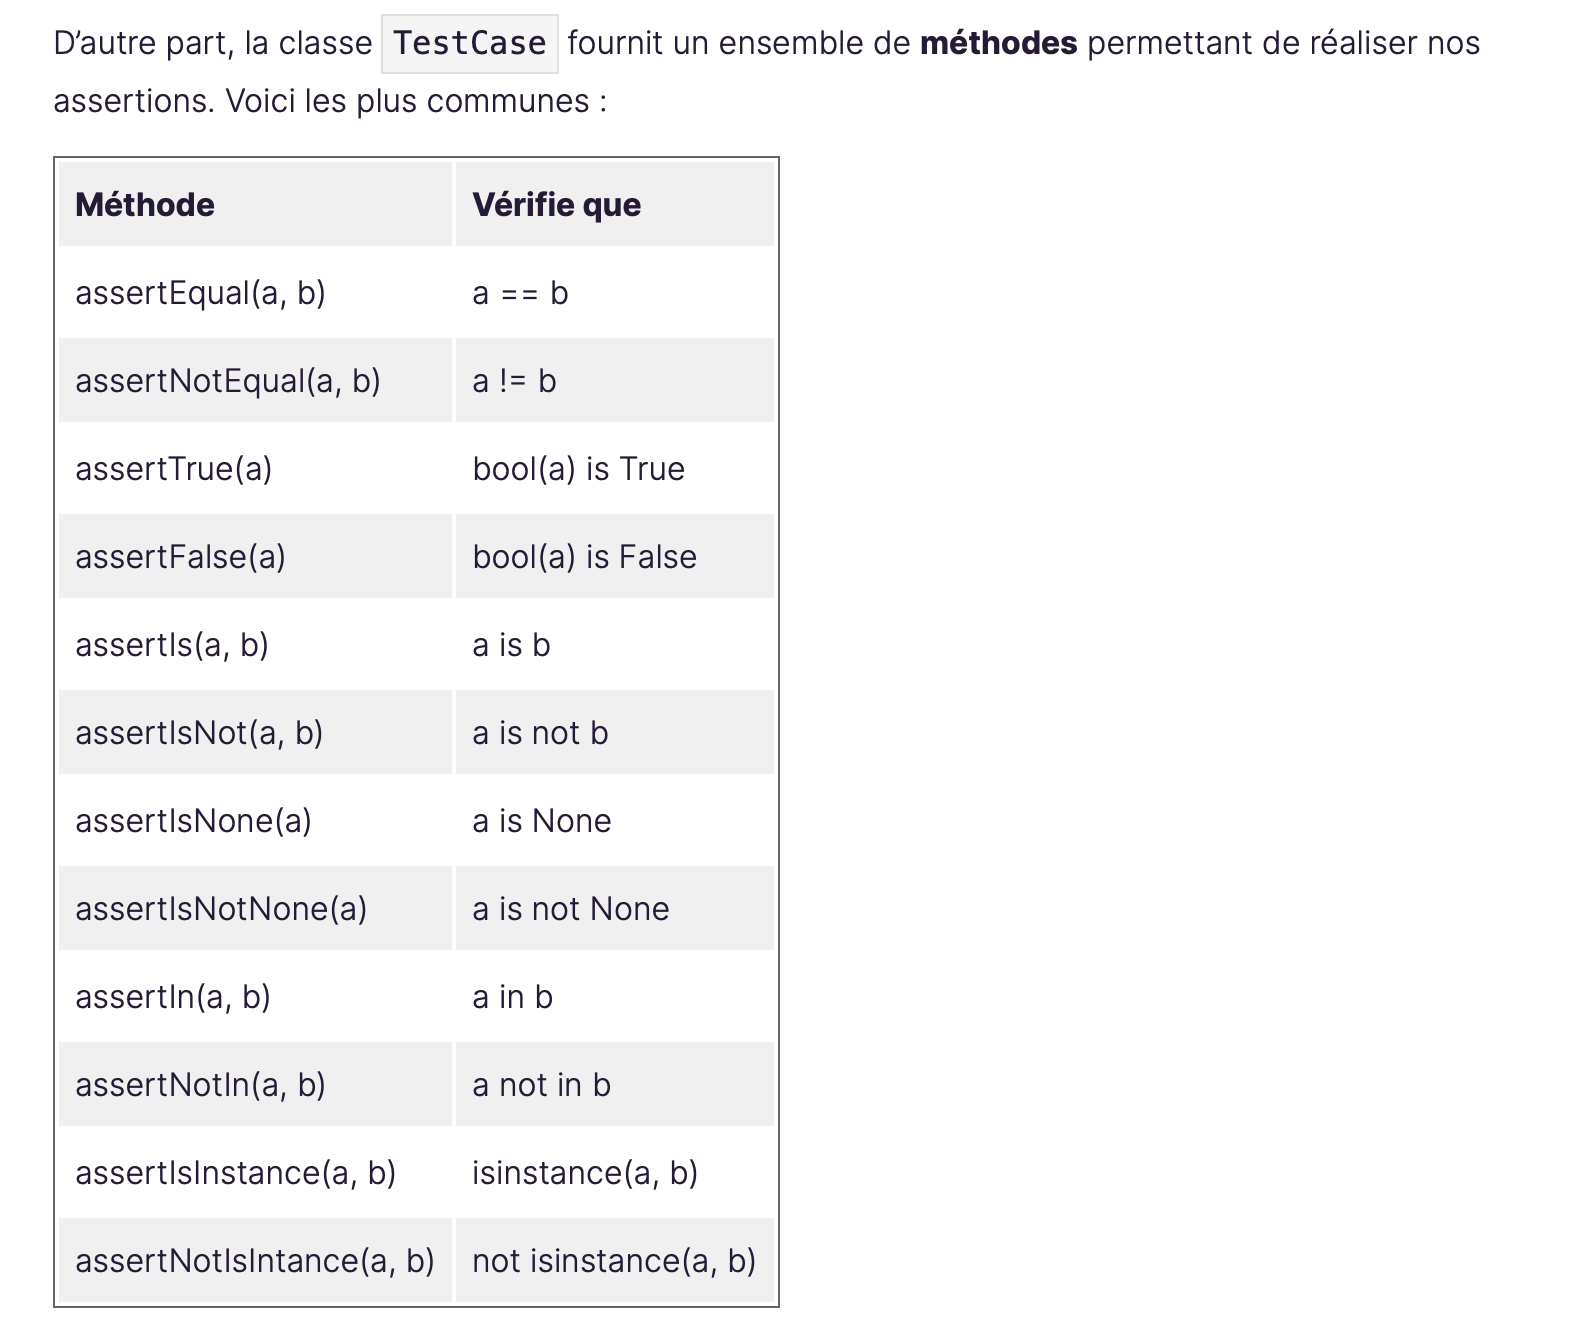 D’autre part, la classe TestCase fournit un ensemble de méthodes permettant de réaliser nos
assertions. Voici les plus communes :
Méthode Vérifie que
assertEqual(a, b) a == b
assertNotEqual(a, b) a != b
assertTrue(a) bool(a) is True
assertFalse(a) bool(a) is False
assertIs(a, b) a is b
assertIsNot(a, b) a is not b
assertIsNone(a) a is None
assertIsNotNone(a) a is not None
assertIn(a, b) a in b
assertNotIn(a, b) a not in b
assertIsInstance(a, b) isinstance(a, b)
assertNotIsIntance(a, b) not isinstance(a, b)